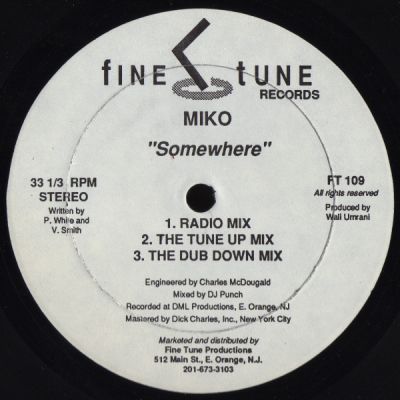 fINE tUNE
RECORDS
MIKO
"Somewhere"
33 1/3 RPM
STEREO
Written by
P. White and
V. Smith
FT 109
All rights reserved
Produced by
Wali Umrani
1. RADIO MIX
2. THE TUNE UP MIX
3. THE DUB DOWN MIX
Engineered by Charles McDougald
Mixed by DJ Punch
Recorded at DML Productions, E. Orange, NJ
Mastered by Dick Charles, Inc., New York City
Marketed and distributed by
Fine Tune Productions
512 Main St., E. Orange, N.J.
201-673-3103